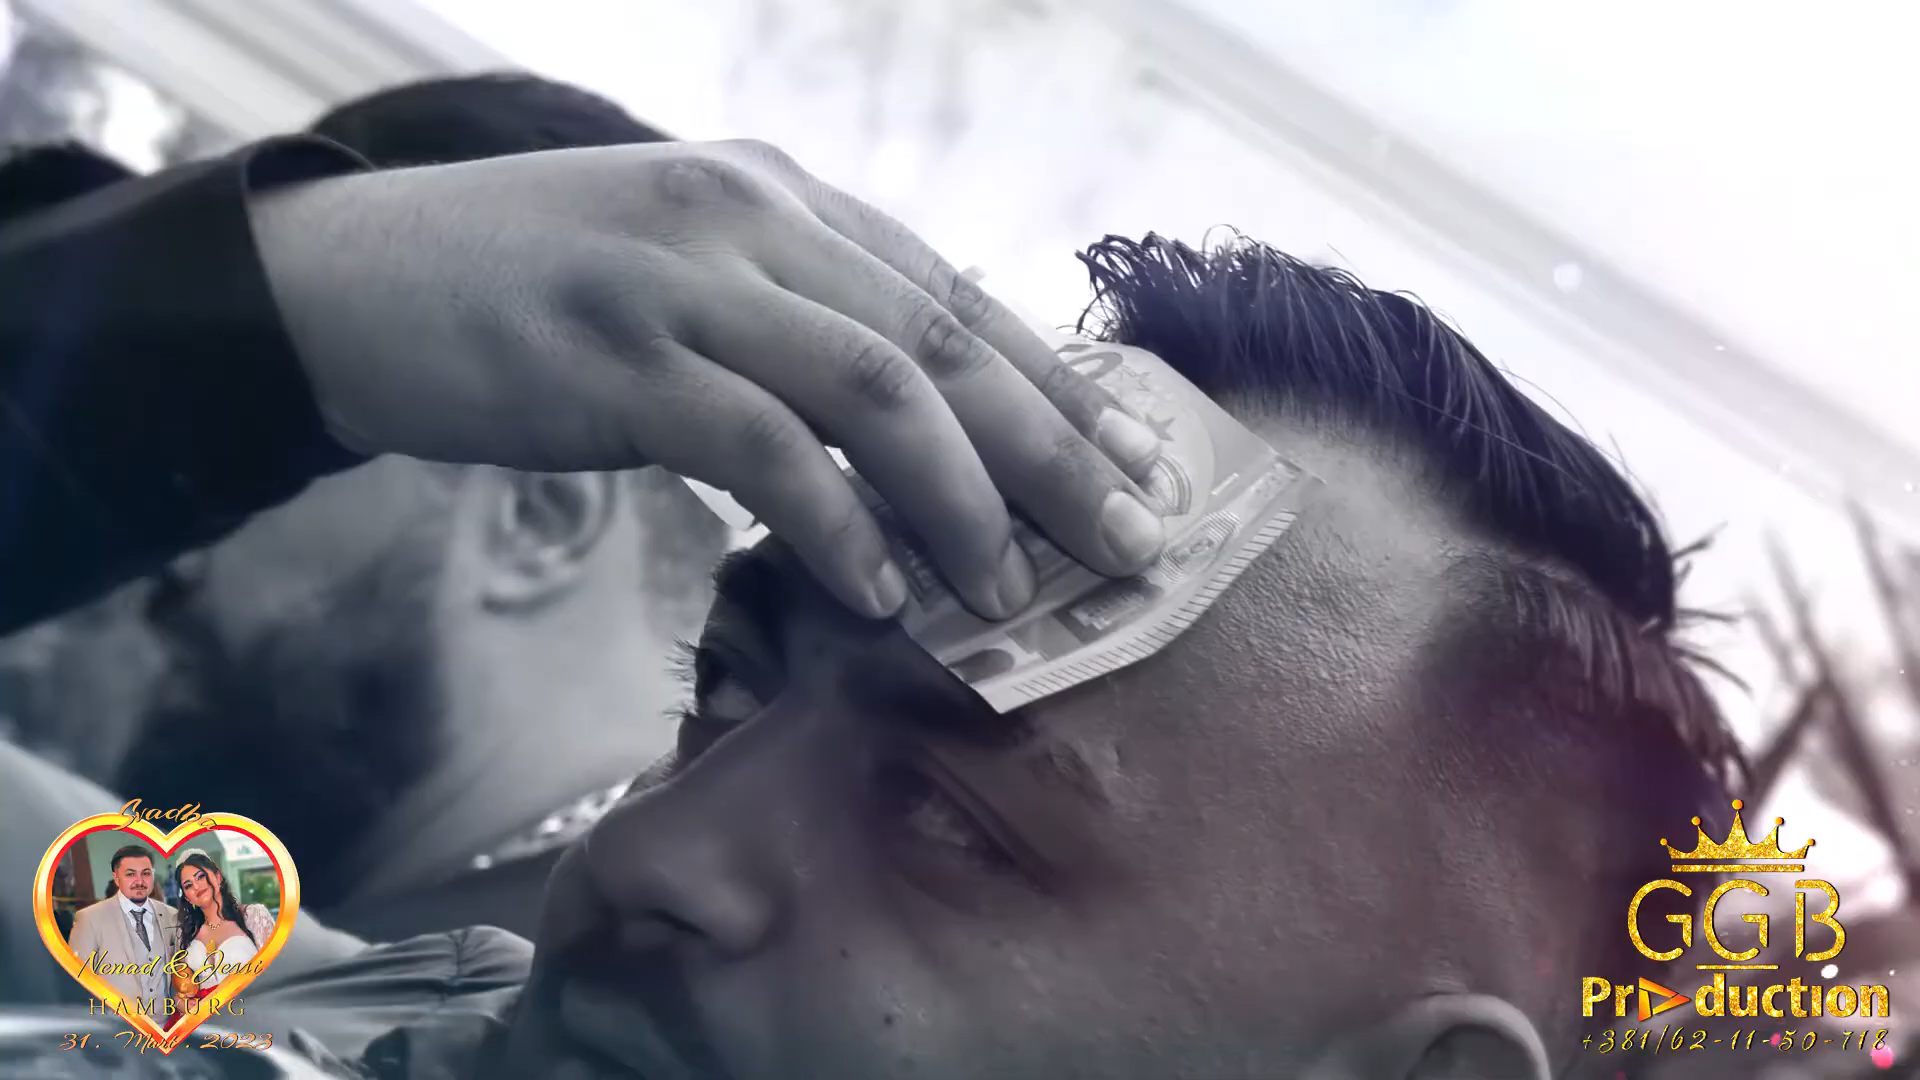 Svadba
Nenad & Jessi
HAMBURG
31. Mart. 2023
GGB
Production
+381/62-11-50-718